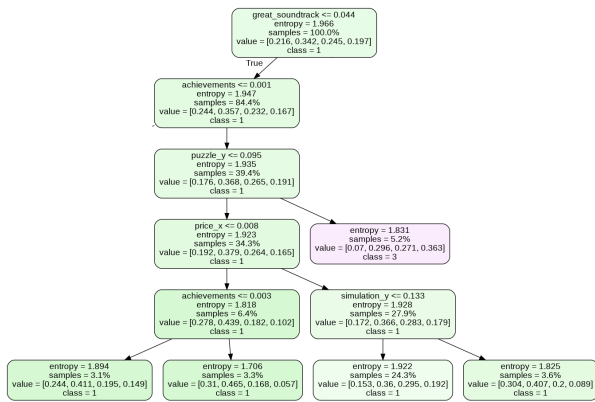 great_soundtrack <= 0.044
entropy = 1.966
samples = 100.0%
value = [0.216, 0.342, 0.245, 0.197]
class = 1
True
achievements <= 0.001
entropy = 1.947
samples = 84.4%
value = [0.244, 0.357, 0.232, 0.167]
class = 1
puzzle_y <= 0.095
entropy = 1.935
samples = 39.4%
value = [0.176, 0.368, 0.265, 0.191]
class = 1
price_x <= 0.008
entropy = 1.923
samples = 34.3%
value = [0.192, 0.379, 0.264, 0.165]
class = 1
entropy = 1.831
samples = 5.2%
value = [0.07, 0.296, 0.271, 0.363]
class = 3
achievements <= 0.003
entropy = 1.818
samples = 6.4%
value = [0.278, 0.439, 0.182, 0.102]
class = 1
simulation_y <= 0.133
entropy = 1.928
samples = 27.9%
value = [0.172, 0.366, 0.283, 0.179]
class = 1
entropy = 1.894
samples = 3.1%
value = [0.244, 0.411, 0.195, 0.149]
class = 1
entropy = 1.706
samples = 3.3%
value = [0.31, 0.465, 0.168, 0.057]
class = 1
entropy = 1.922
samples = 24.3%
value = [0.153, 0.36, 0.295, 0.192]
class = 1
entropy = 1.825
samples = 3.6%
value = [0.304, 0.407, 0.2, 0.089]
class = 1